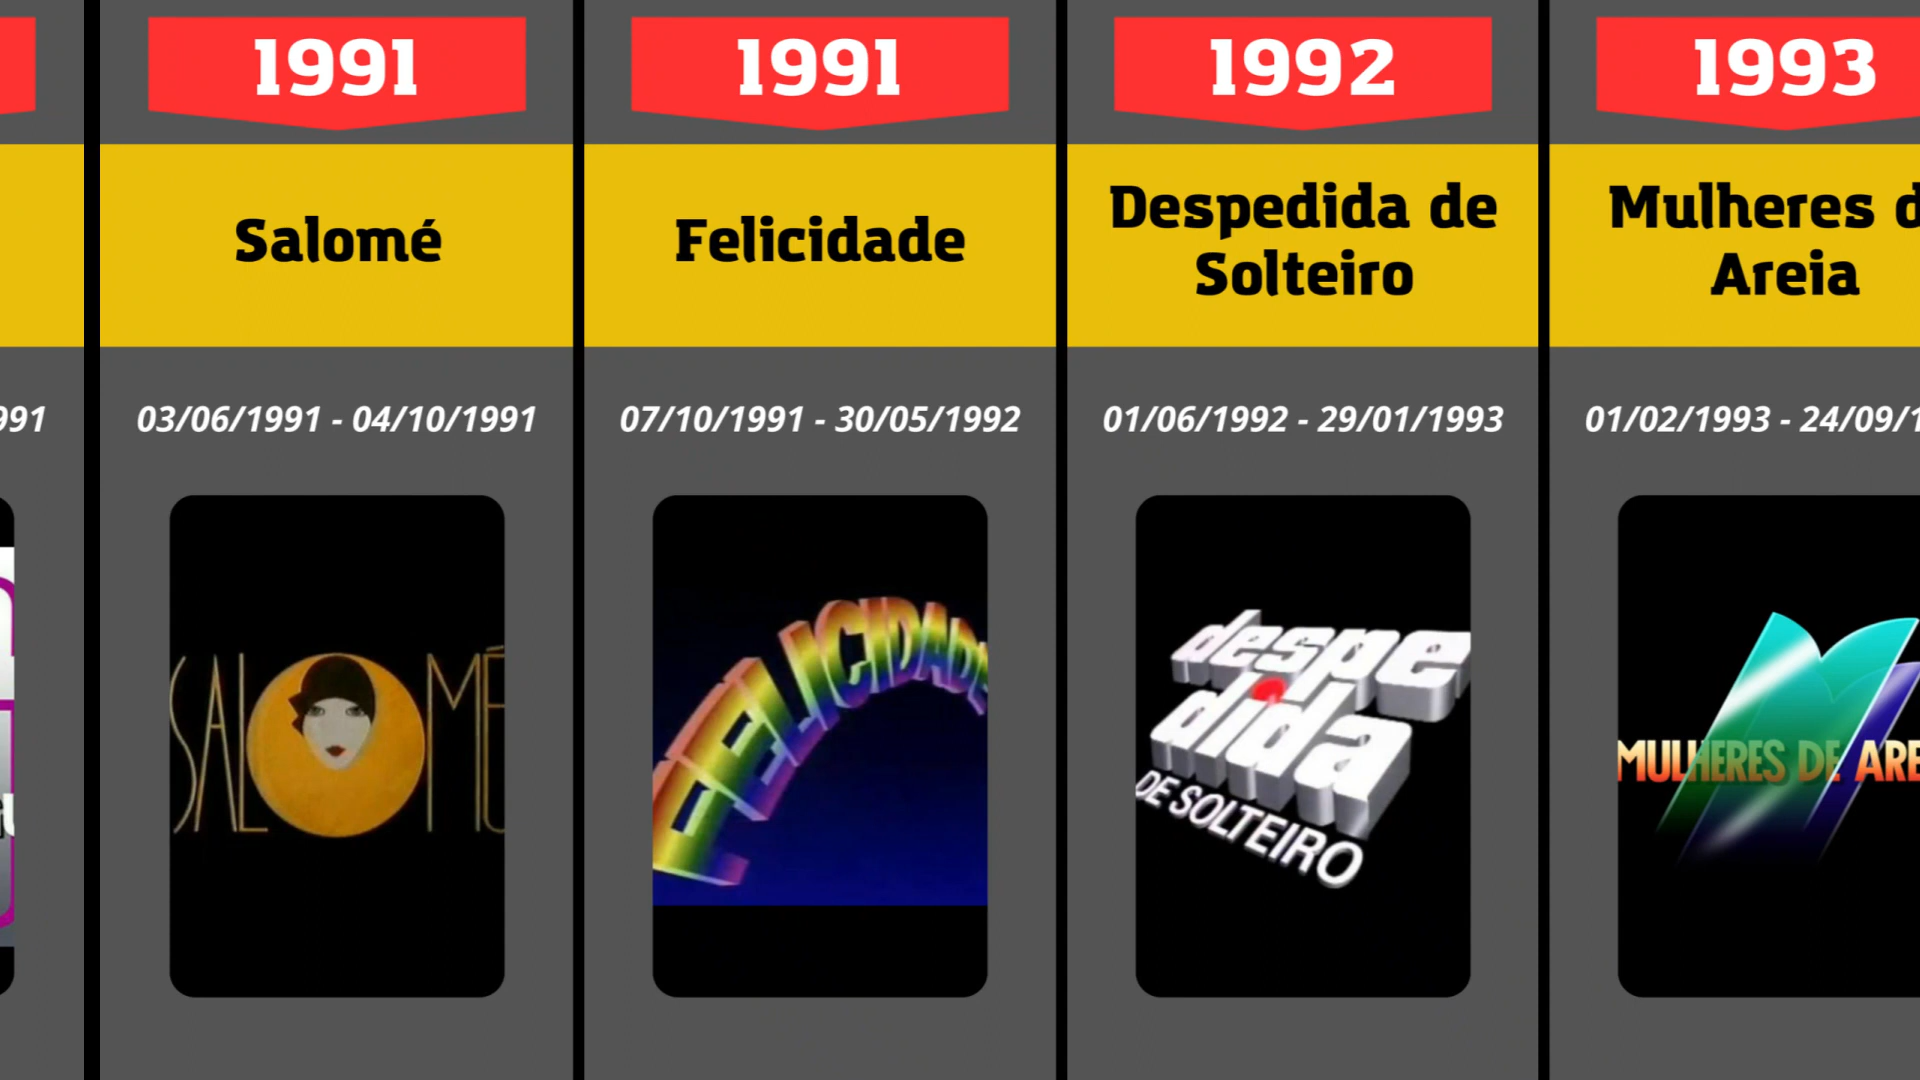 1991
Salomé
03/06/1991 - 04/10/1991
SALOMÉ
1991
Felicidade
07/10/1991 - 30/05/1992
FELICIDADE
1992
Despedida de
Solteiro
01/06/1992 - 29/01/1993
despe
dida
DE SOLTEIRO
1993
Mulheres d
Areia
01/02/1993 - 24/09/1
MULHERES DE ARE
991